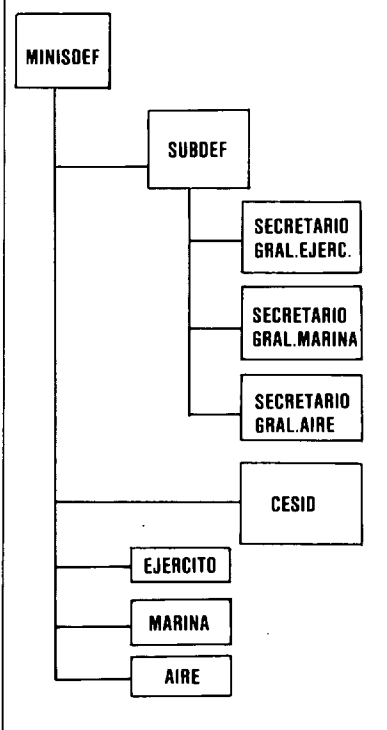 MINISDEF
SUBDEF
SECRETARIO
GRAL.EJERC.
SECRETARIO
GRAL.MARINA
SECRETARIO
GRAL.AIRE
CESID
EJERCITO
MARINA
AIRE